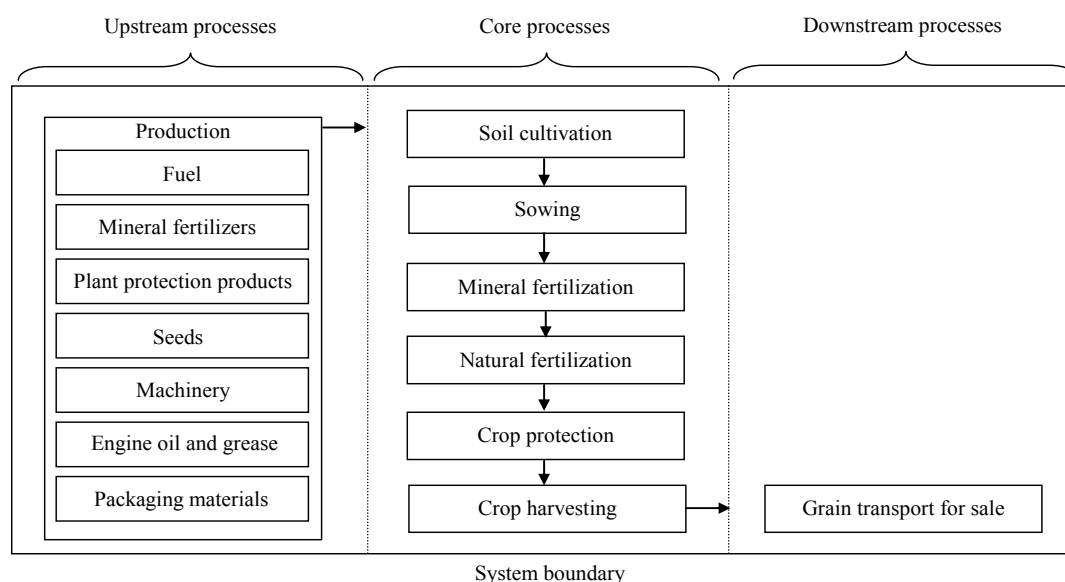 Upstream processes
Core processes
Downstream processes
Production
Fuel
Mineral fertilizers
Plant protection products
Seeds
Machinery
Engine oil and grease
Packaging materials
Soil cultivation
Sowing
Mineral fertilization
Natural fertilization
Crop protection
Crop harvesting
Grain transport for sale
System boundary